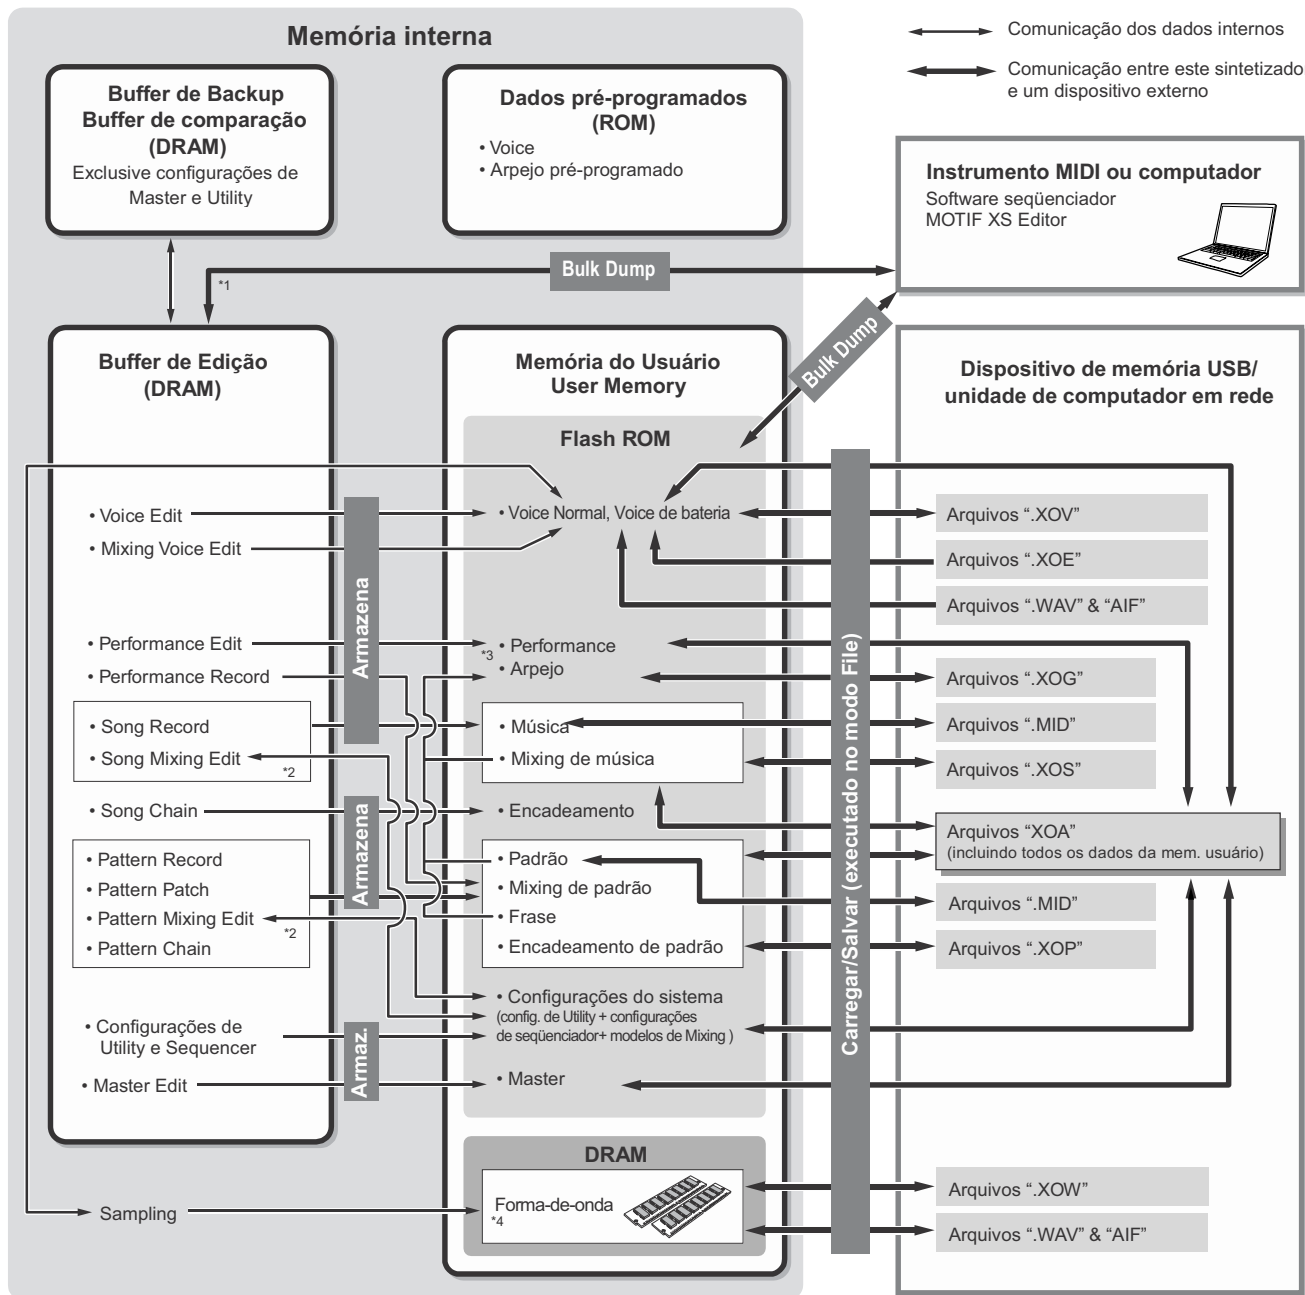 Memória interna
Comunicação dos dados internos
Comunicação entre este sintetizado
e um dispositivo externo
Buffer de Backup
Buffer de comparação
(DRAM)
Exclusive configurações de
Master e Utility
Dados pré-programados
(ROM)
• Voice
• Arpejo pré-programado
Instrumento MIDI ou computador
Software seqüenciador
MOTIF XS Editor
Bulk Dump
*1
Bulk Dump
Buffer de Edição
(DRAM)
• Voice Edit
• Mixing Voice Edit
• Performance Edit
• Performance Record
• Song Record
• Song Mixing Edit
*2
• Song Chain
• Pattern Record
• Pattern Patch
• Pattern Mixing Edit
*2
• Pattern Chain
• Configurações de
Utility e Sequencer
• Master Edit
• Sampling
Armazena
Armazena
Armaz.
Memória do Usuário
User Memory
Flash ROM
• Voice Normal, Voice de bateria
*3 • Performance
• Arpejo
• Música
• Mixing de música
• Encadeamento
• Padrão
• Mixing de padrão
• Frase
• Encadeamento de padrão
• Configurações do sistema
(config. de Utility + configurações
de seqüenciador+ modelos de Mixing )
• Master
DRAM
Forma-de-onda
*4
Carregar/Salvar (executado no modo File)
Dispositivo de memória USB/
unidade de computador em rede
Arquivos “.XOV”
Arquivos “.XOE”
Arquivos “.WAV” & “AIF”
Arquivos “.XOG”
Arquivos “.MID”
Arquivos “.XOS”
Arquivos “XOA”
(incluindo todos os dados da mem. usuário)
Arquivos “.MID”
Arquivos “.XOP”
Arquivos “.XOW”
Arquivos “.WAV” & “AIF”